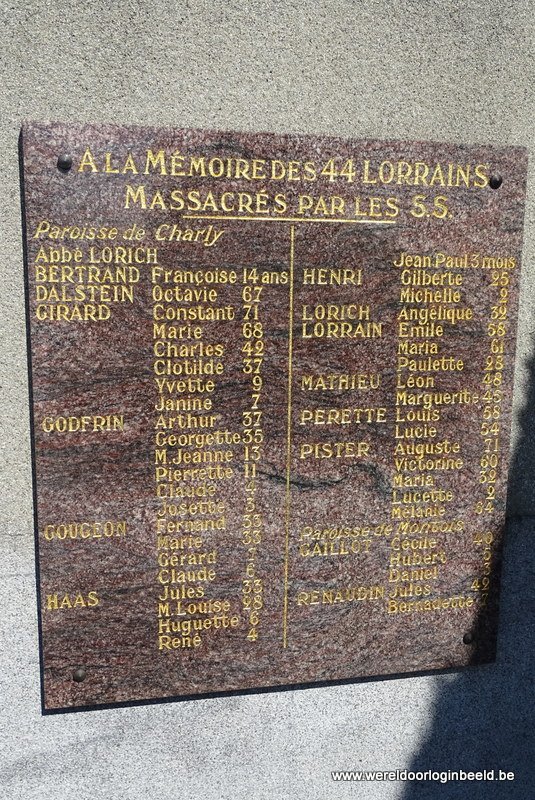 A LA MÉMOIRE DES 44 LORRAINS
MASSACRÉS PAR LES S.S.
Paroisse de Charly
Abbé LORICH
BERTRAND Françoise 14 ans
DALSTEIN Octavie 67
GIRARD Constant 71
Marie 68
Charles 42
Clotilde 37
Yvette 9
Janine 7
GODFRIN Arthur 37
Georgette 35
M.Jeanne 13
Pierrette 11
Claude
Josette 3
GOUGEON Fernand 33
Marie 33
Gérard 7
Claude
HAAS Jules 33
M.Louise 28
Huguette 6
René 4
Jean Paul 3 mois
HENRI Gilberte 25
Michelle 2
LORICH Angélique 32
LORRAIN Emile 58
Maria 61
Paulette 23
MATHIEU Léon 48
Marguerite 45
PERETTE Louis 58
Lucie 54
PISTER Auguste 71
Victorine 60
Maria 32
Lucette 2
Mélanie
Paroisse de Montois
GAILLOT Cécile
Hubert
Daniel
RENAUDIN Jules
Bernadette
www.wereldoorloginbeeld.be